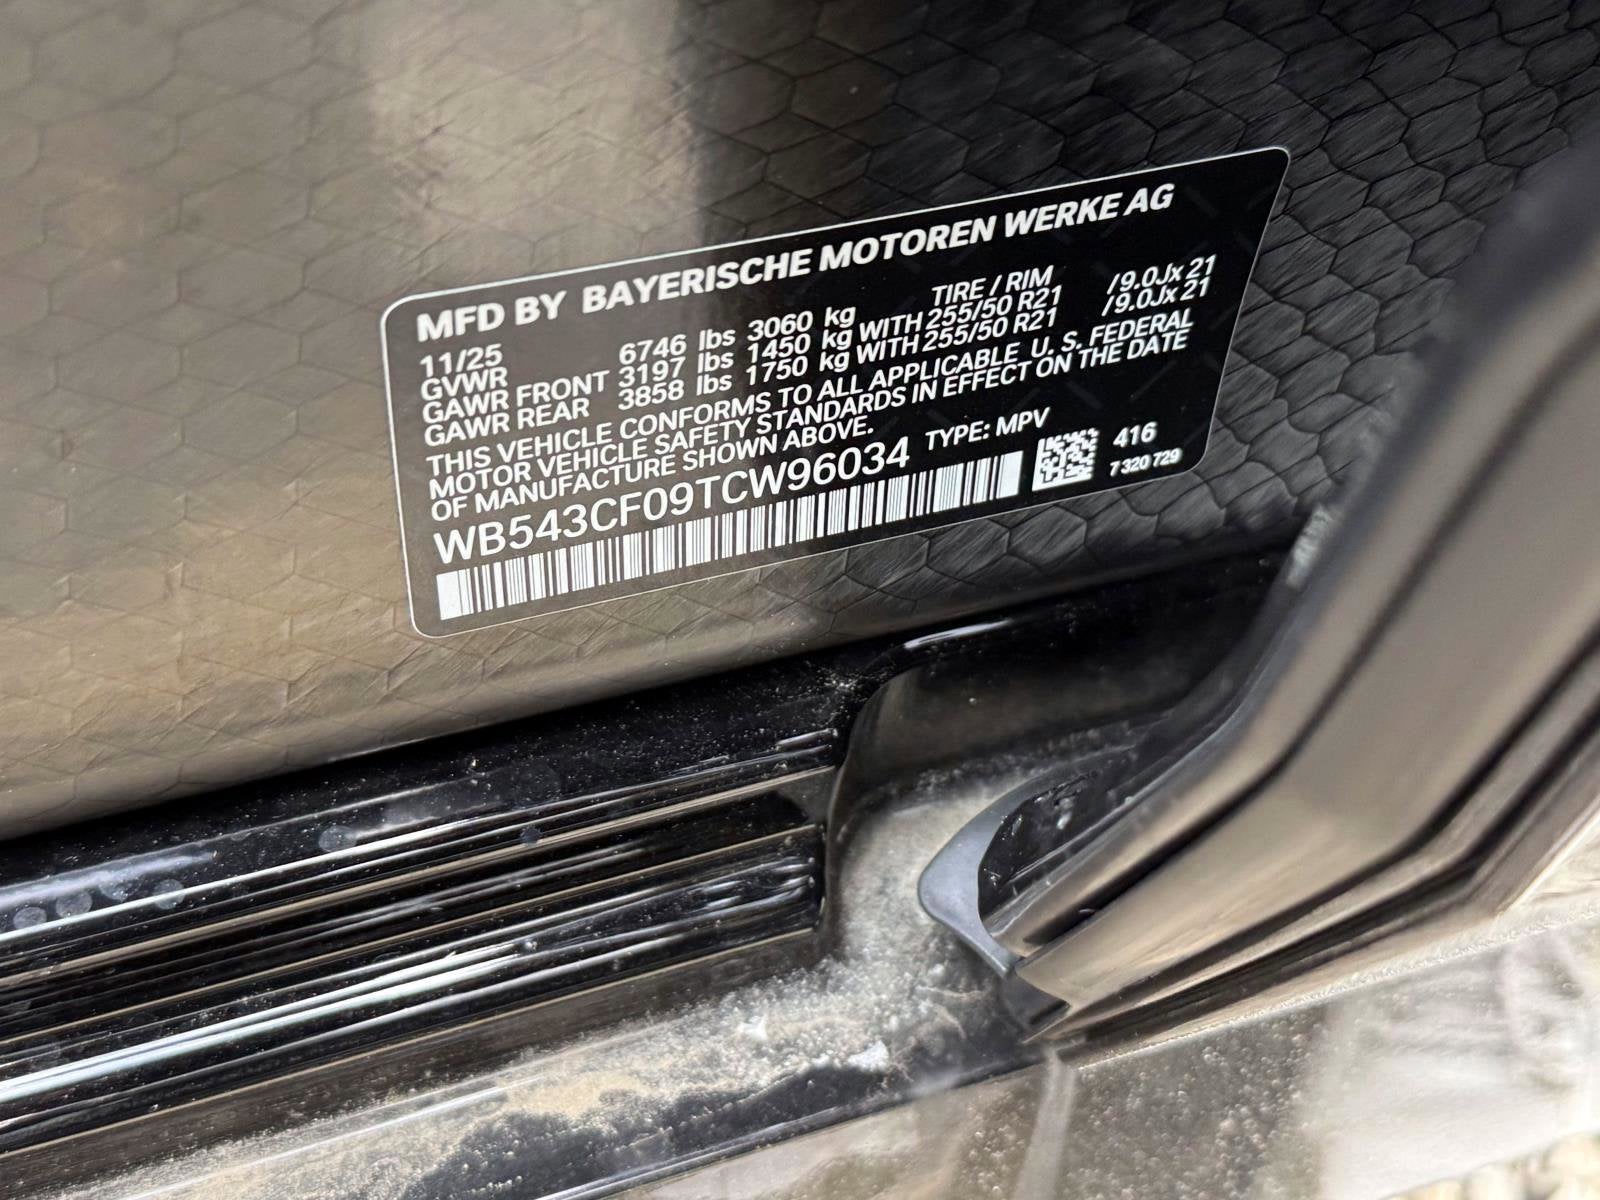 MFD BY BAYERISCHE MOTOREN WERKE AG
11/25 TIRE / RIM
GVWR 6746 lbs 3060 kg
GAWR FRONT 3197 lbs 1450 kg WITH 255/50 R21 /9.0Jx 21
GAWR REAR 3858 lbs 1750 kg WITH 255/50 R21 /9.0Jx 21
THIS VEHICLE CONFORMS TO ALL APPLICABLE U. S. FEDERAL
MOTOR VEHICLE SAFETY STANDARDS IN EFFECT ON THE DATE
OF MANUFACTURE SHOWN ABOVE.
WB543CF09TCW96034 TYPE: MPV
416
7 320 729